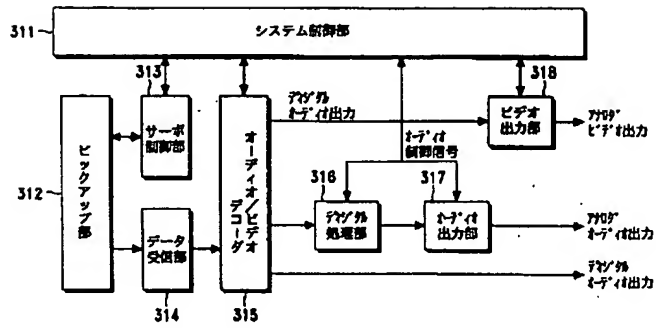 311
システム制御部
313
318
312
ピックアップ部
サーボ
制御部
オーディオ/ビデオ
デコーダ
ディジタル
オーディオ出力
ビデオ
出力部
アナログ
ビデオ出力
オーディオ
制御信号
316
317
データ
受信部
ディジタル
処理部
オーディオ
出力部
アナログ
オーディオ出力
ディジタル
オーディオ出力
314
315